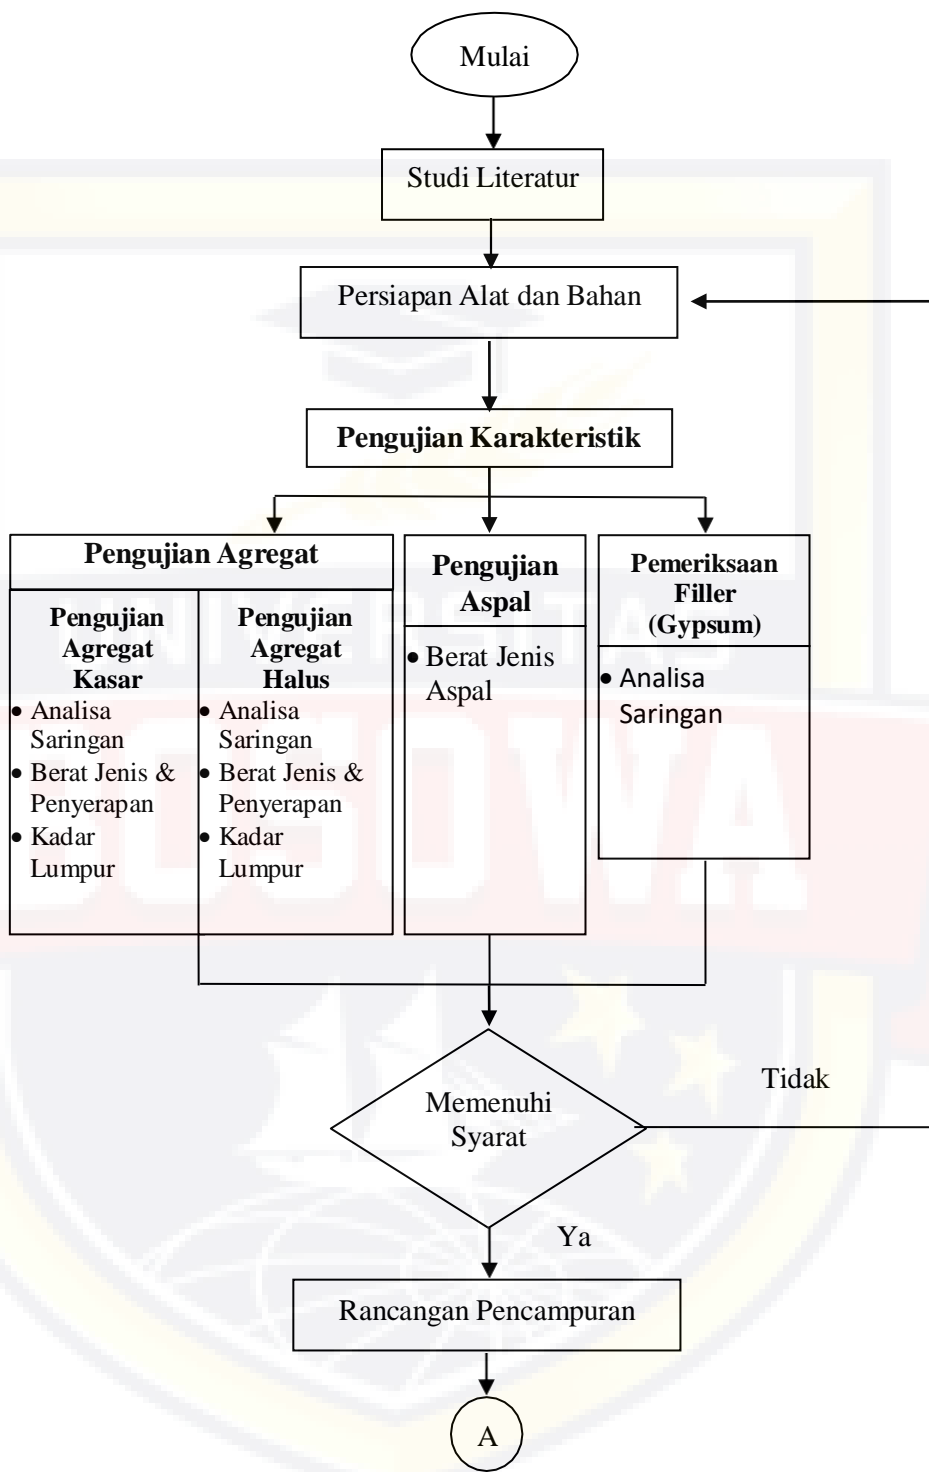 Mulai
Studi Literatur
Persiapan Alat dan Bahan
Pengujian Karakteristik
Pengujian Agregat
Pengujian
Agregat
Kasar
• Analisa
Saringan
• Berat Jenis &
Penyerapan
• Kadar
Lumpur
Pengujian
Agregat
Halus
• Analisa
Saringan
• Berat Jenis &
Penyerapan
• Kadar
Lumpur
Pengujian
Aspal
• Berat Jenis
Aspal
Pemeriksaan
Filler
(Gypsum)
• Analisa
Saringan
UNIVERSITAS
BOSOWA
Memenuhi
Syarat
Tidak
Ya
Rancangan Pencampuran
A